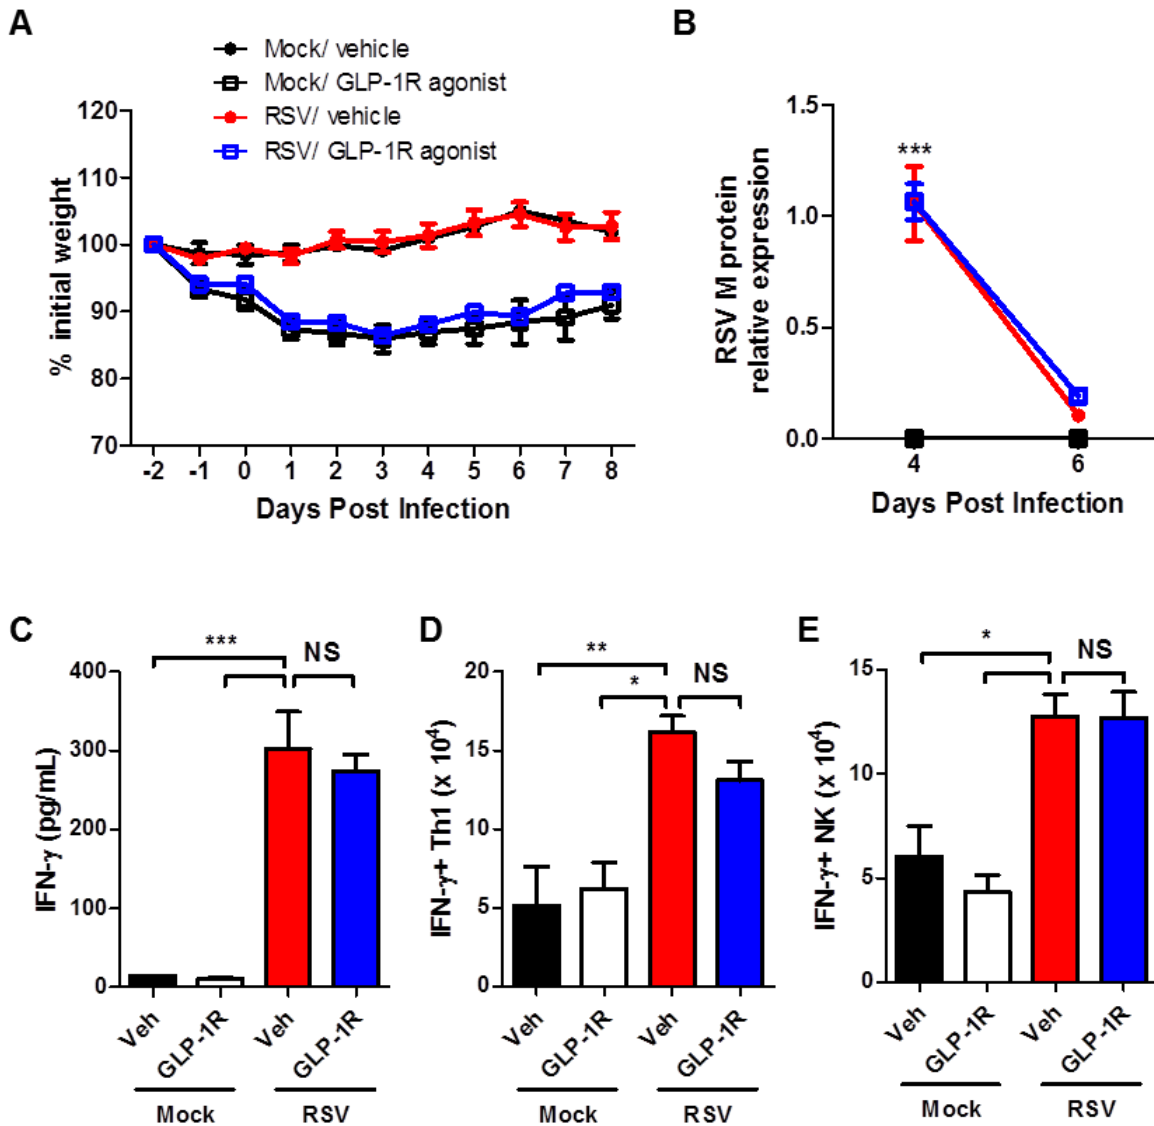 A
Mock/ vehicle
Mock/ GLP-1R agonist
RSV/ vehicle
RSV/ GLP-1R agonist
% initial weight
120
110
100
90
80
70
-2 -1 0 1 2 3 4 5 6 7 8
Days Post Infection
B
RSV M protein
relative expression
1.5
1.0
0.5
0.0
***
4 6
Days Post Infection
C
*** NS
IFN-γ (pg/mL)
400
300
200
100
0
Veh GLP-1R Veh GLP-1R
Mock RSV
D
** NS
*
IFN-γ+ Th1 (x 10⁴)
20
15
10
5
0
Veh GLP-1R Veh GLP-1R
Mock RSV
E
* NS
IFN-γ+ NK (x 10⁴)
15
10
5
0
Veh GLP-1R Veh GLP-1R
Mock RSV